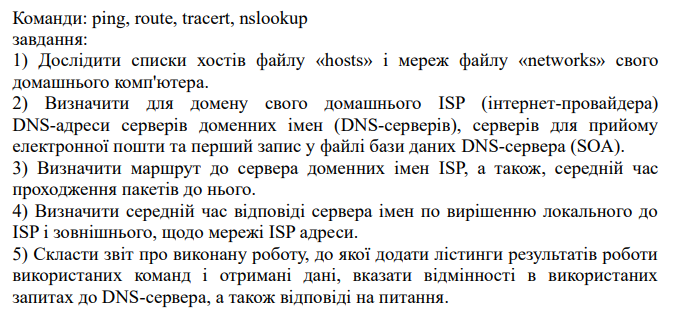 Команди: ping, route, tracert, nslookup
завдання:
1) Дослідити списки хостів файлу «hosts» і мереж файлу «networks» свого
домашнього комп'ютера.
2) Визначити для домену свого домашнього ISP (інтернет-провайдера)
DNS-адреси серверів доменних імен (DNS-серверів), серверів для прийому
електронної пошти та перший запис у файлі бази даних DNS-сервера (SOA).
3) Визначити маршрут до сервера доменних імен ISP, а також, середній час
проходження пакетів до нього.
4) Визначити середній час відповіді сервера імен по вирішенню локального до
ISP і зовнішнього, щодо мережі ISP адреси.
5) Скласти звіт про виконану роботу, до якої додати лістинги результатів роботи
використаних команд і отримані дані, вказати відмінності в використаних
запитах до DNS-сервера, а також відповіді на питання.